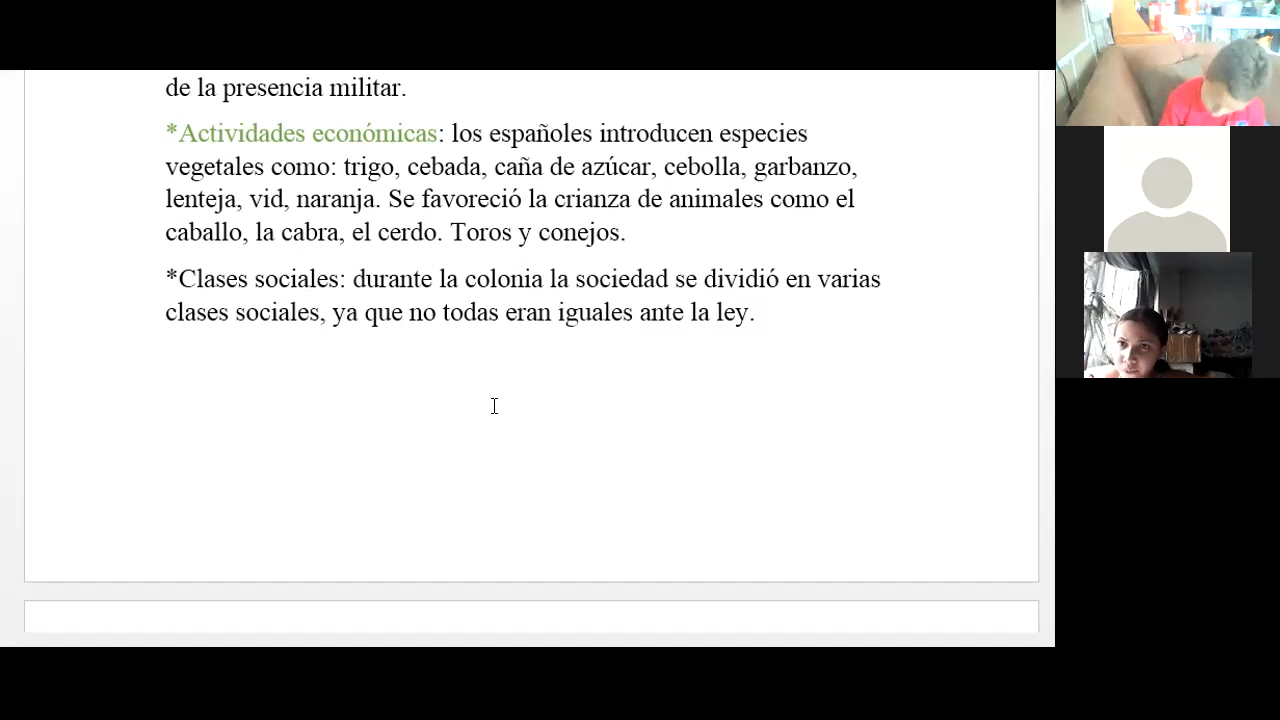 de la presencia militar.
*Actividades económicas: los españoles introducen especies
vegetales como: trigo, cebada, caña de azúcar, cebolla, garbanzo,
lenteja, vid, naranja. Se favoreció la crianza de animales como el
caballo, la cabra, el cerdo. Toros y conejos.
*Clases sociales: durante la colonia la sociedad se dividió en varias
clases sociales, ya que no todas eran iguales ante la ley.